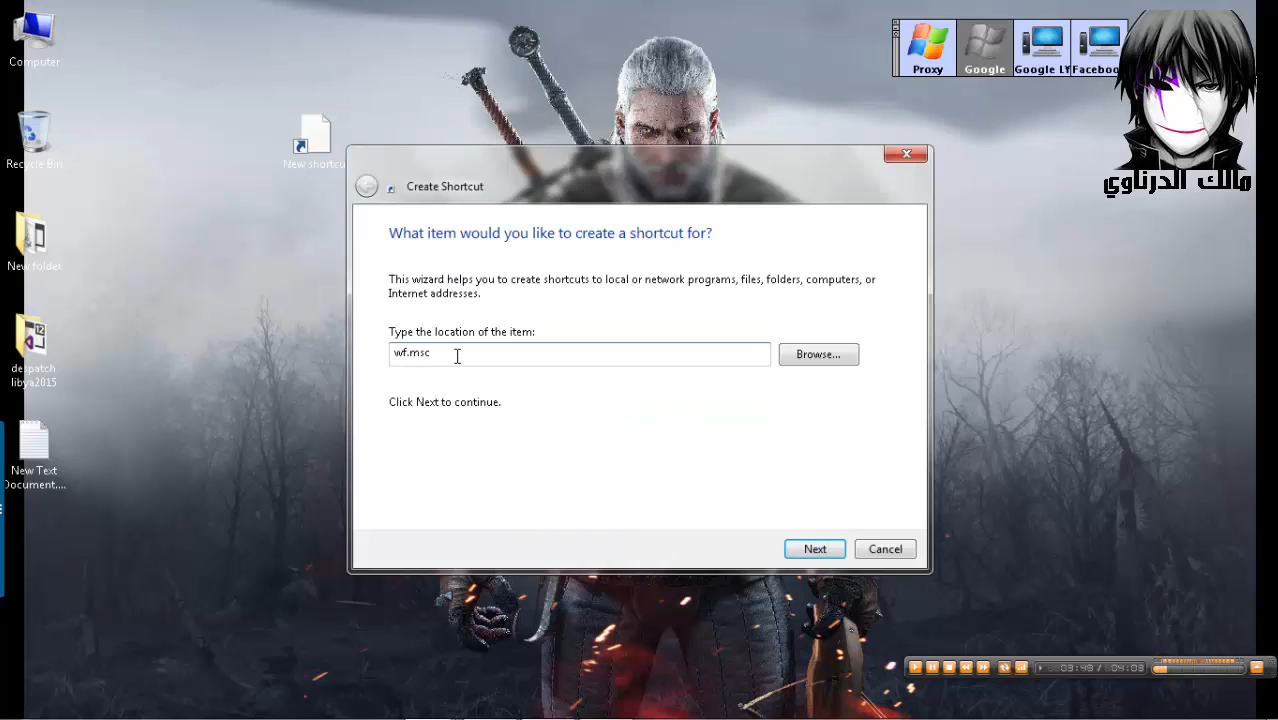 Computer
Recycle Bin
New folder
despatch
libya2015
New Text
Document....
New shortcu
Proxy
Google
Google LY
Faceboo
مالك الدرناوي
Create Shortcut
What item would you like to create a shortcut for?
This wizard helps you to create shortcuts to local or network programs, files, folders, computers, or
Internet addresses.
Type the location of the item:
wf.msc
Browse...
Click Next to continue.
Next
Cancel
03:49 / 04:03